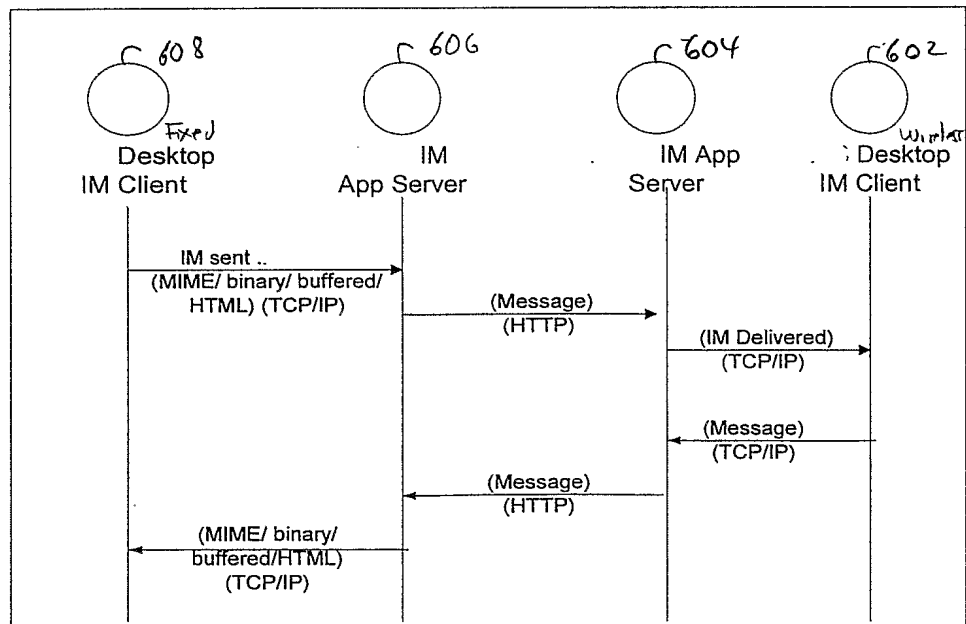 608
606
604
602
Fixed
Desktop
IM Client
IM
App Server
IM App
Server
Wireless
Desktop
IM Client
IM sent ..
(MIME/ binary/ buffered/
HTML) (TCP/IP)
(Message)
(HTTP)
(IM Delivered)
(TCP/IP)
(Message)
(TCP/IP)
(Message)
(HTTP)
(MIME/ binary/
buffered/HTML)
(TCP/IP)